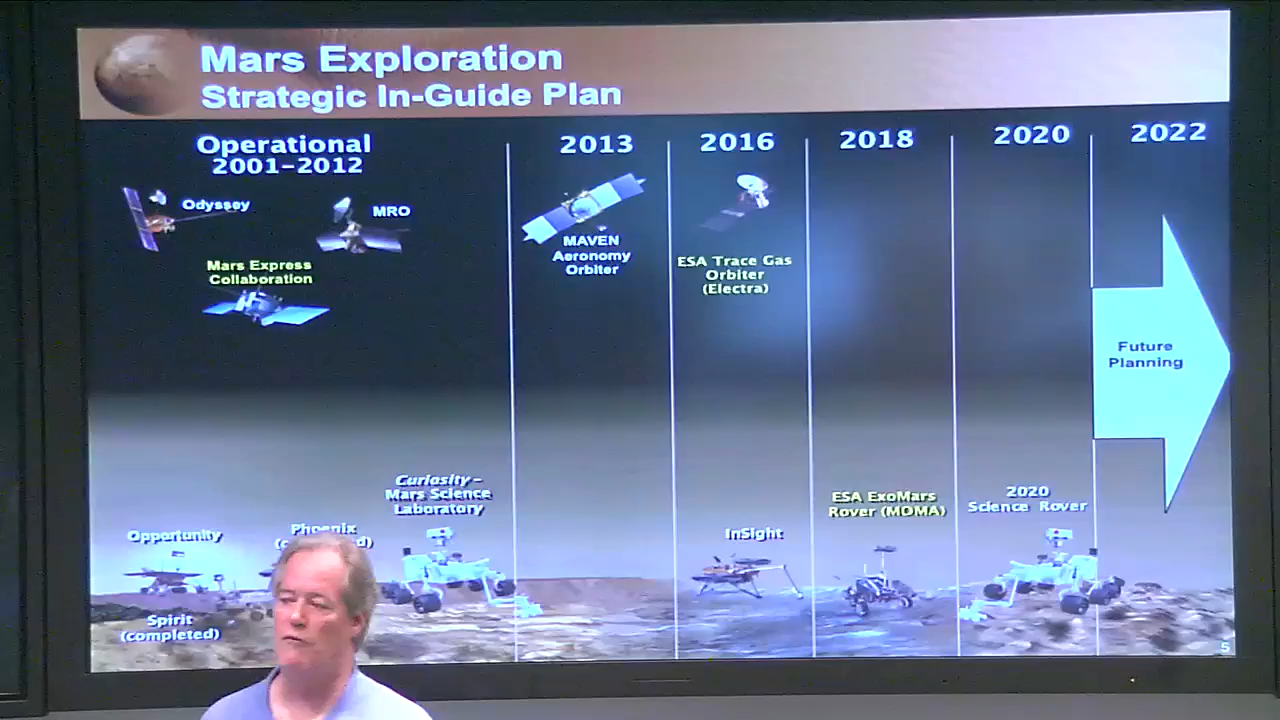 Mars Exploration
Strategic In-Guide Plan
Operational
2001–2012
2013
2016
2018
2020
2022
Odyssey
MRO
Mars Express
Collaboration
MAVEN
Aeronomy
Orbiter
ESA Trace Gas
Orbiter
(Electra)
Future
Planning
Curiosity –
Mars Science
Laboratory
Opportunity
Phoenix
Spirit
(completed)
InSight
ESA ExoMars
Rover (MOMA)
2020
Science Rover
5